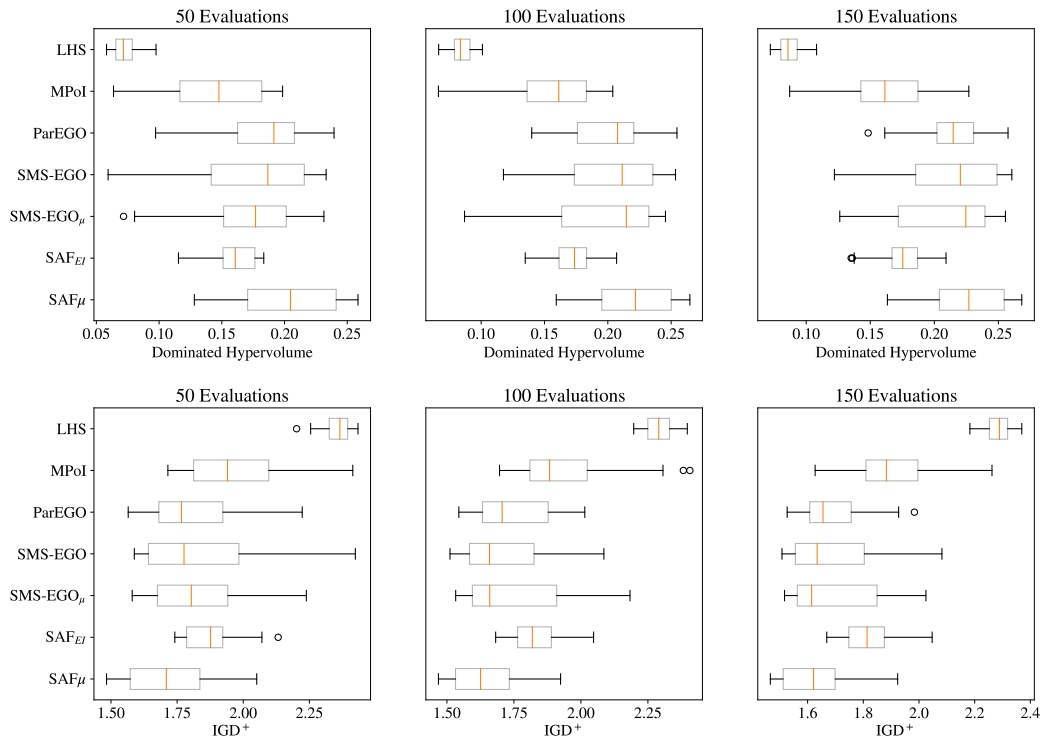 50 Evaluations 100 Evaluations 150 Evaluations
LHS
MPoI
ParEGO
SMS-EGO
SMS-EGOμ
SAF_EI
SAFμ
0.05 0.10 0.15 0.20 0.25 0.10 0.15 0.20 0.25 0.10 0.15 0.20 0.25
Dominated Hypervolume Dominated Hypervolume Dominated Hypervolume
50 Evaluations 100 Evaluations 150 Evaluations
LHS
MPoI
ParEGO
SMS-EGO
SMS-EGOμ
SAF_EI
SAFμ
1.50 1.75 2.00 2.25 1.50 1.75 2.00 2.25 1.6 1.8 2.0 2.2 2.4
IGD⁺ IGD⁺ IGD⁺